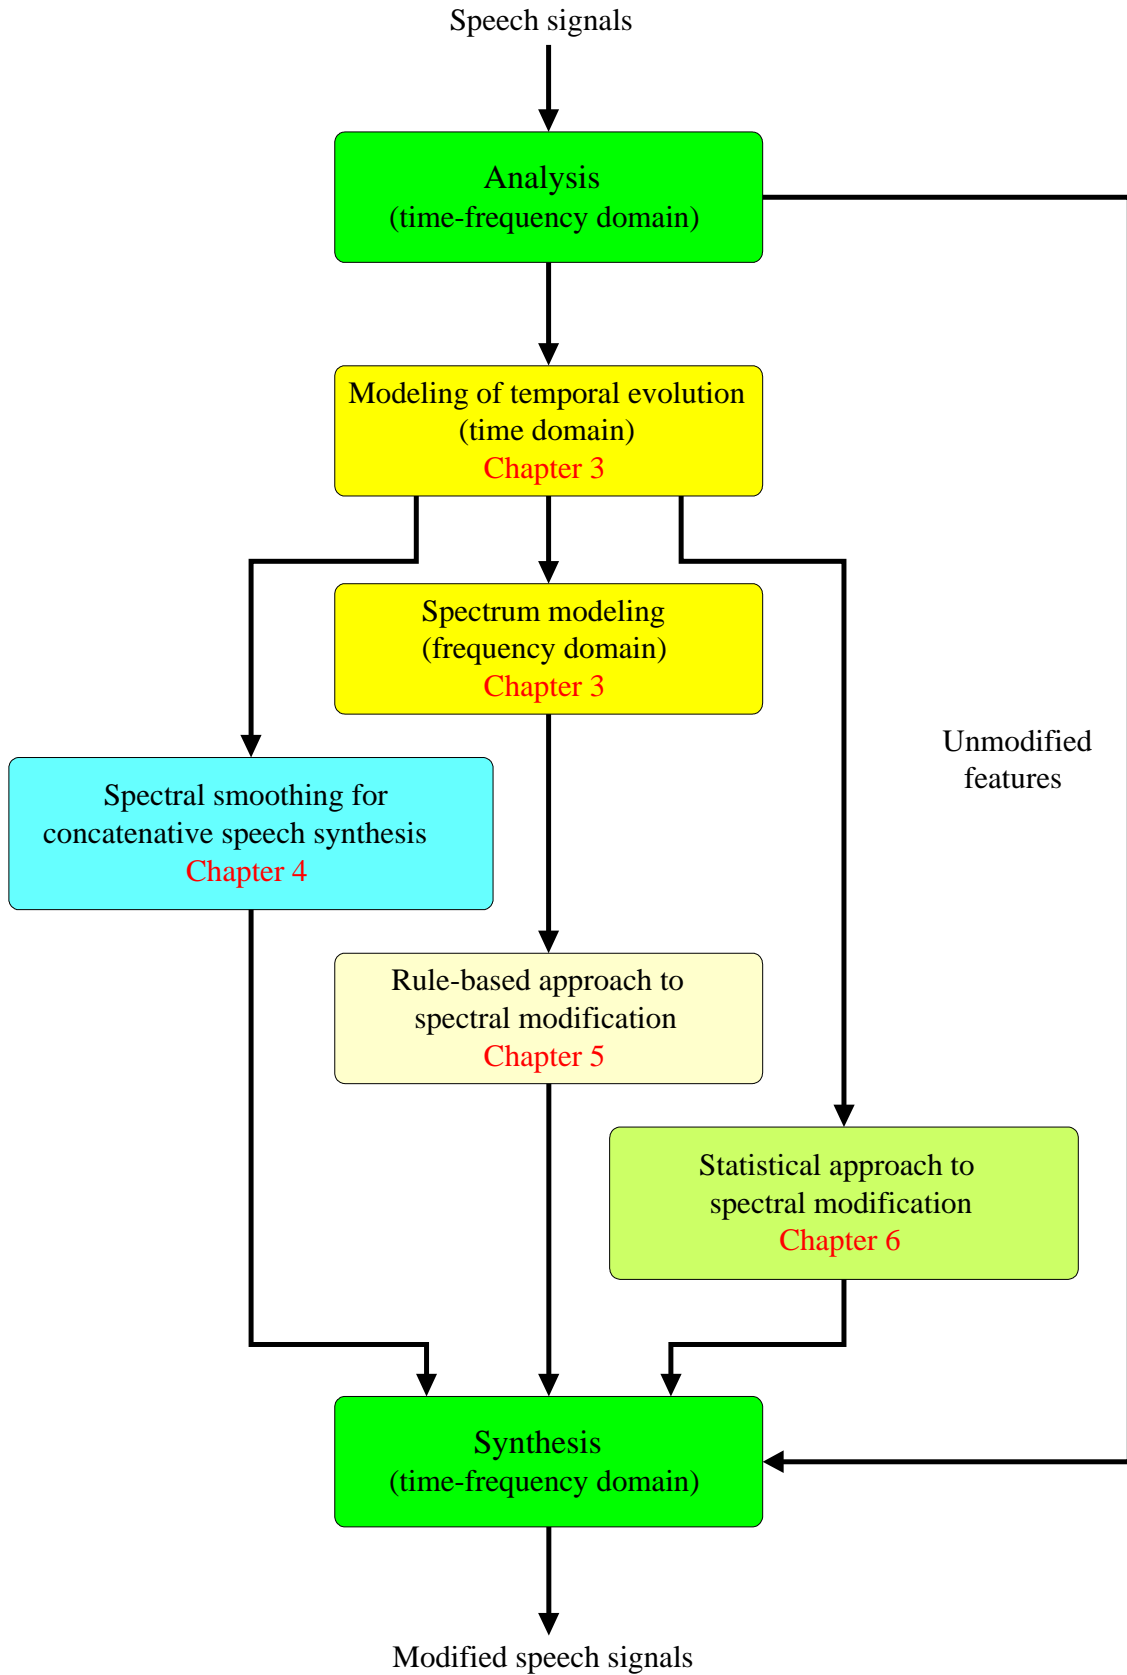 Speech signals
Analysis
(time-frequency domain)
Modeling of temporal evolution
(time domain)
Chapter 3
Spectrum modeling
(frequency domain)
Chapter 3
Unmodified
features
Spectral smoothing for
concatenative speech synthesis
Chapter 4
Rule-based approach to
spectral modification
Chapter 5
Statistical approach to
spectral modification
Chapter 6
Synthesis
(time-frequency domain)
Modified speech signals